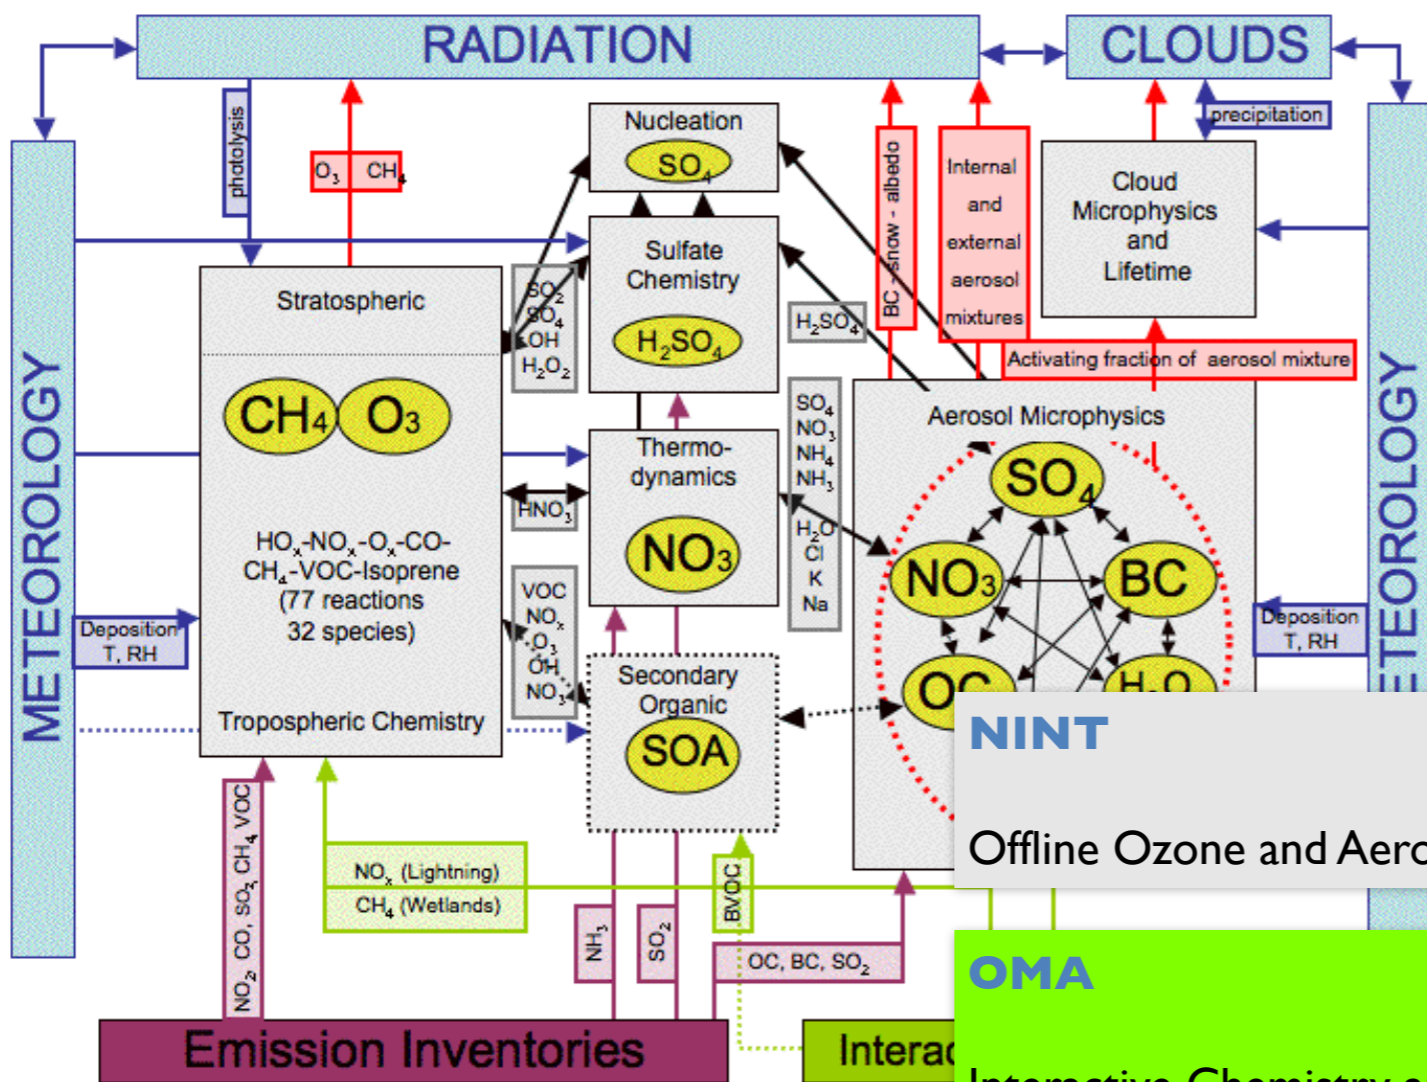 RADIATION
CLOUDS
METEOROLOGY
photolysis
O₃ CH₄
Nucleation
SO₄
BC - snow - albedo
Internal
and
external
aerosol
mixtures
precipitation
Cloud
Microphysics
and
Lifetime
Sulfate
Chemistry
H₂SO₄
SO₂
SO₄
OH
H₂O₂
H₂SO₄
Activating fraction of aerosol mixture
Stratospheric
CH₄ O₃
HOₓ-NOₓ-Oₓ-CO-
CH₄-VOC-Isoprene
(77 reactions
32 species)
Tropospheric Chemistry
Deposition
T, RH
Thermo-
dynamics
NO₃
HNO₃
SO₄
NO₃
NH₄
NH₃
H₂O
Cl
K
Na
Aerosol Microphysics
SO₄
NO₃
BC
OC
H₂O
Deposition
T, RH
ETEOROLOGY
VOC
NOₓ
O₃
OH
NO₃
Secondary
Organic
SOA
NINT
Offline Ozone and Aero
NO₂, CO, SO₂, CH₄, VOC
NOₓ (Lightning)
CH₄ (Wetlands)
NH₃
SO₂
BVOC
OC, BC, SO₂
OMA
Emission Inventories
Interac
Interactive Chemistry